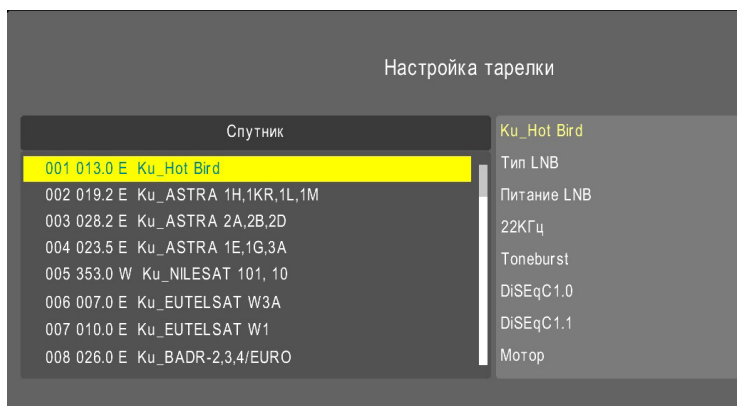 Настройка тарелки
Спутник
001 013.0 E Ku_Hot Bird
002 019.2 E Ku_ASTRA 1H,1KR,1L,1M
003 028.2 E Ku_ASTRA 2A,2B,2D
004 023.5 E Ku_ASTRA 1E,1G,3A
005 353.0 W Ku_NILESAT 101, 10
006 007.0 E Ku_EUTELSAT W3A
007 010.0 E Ku_EUTELSAT W1
008 026.0 E Ku_BADR-2,3,4/EURO
Ku_Hot Bird
Тип LNB
Питание LNB
22КГц
Toneburst
DiSEqC1.0
DiSEqC1.1
Мотор